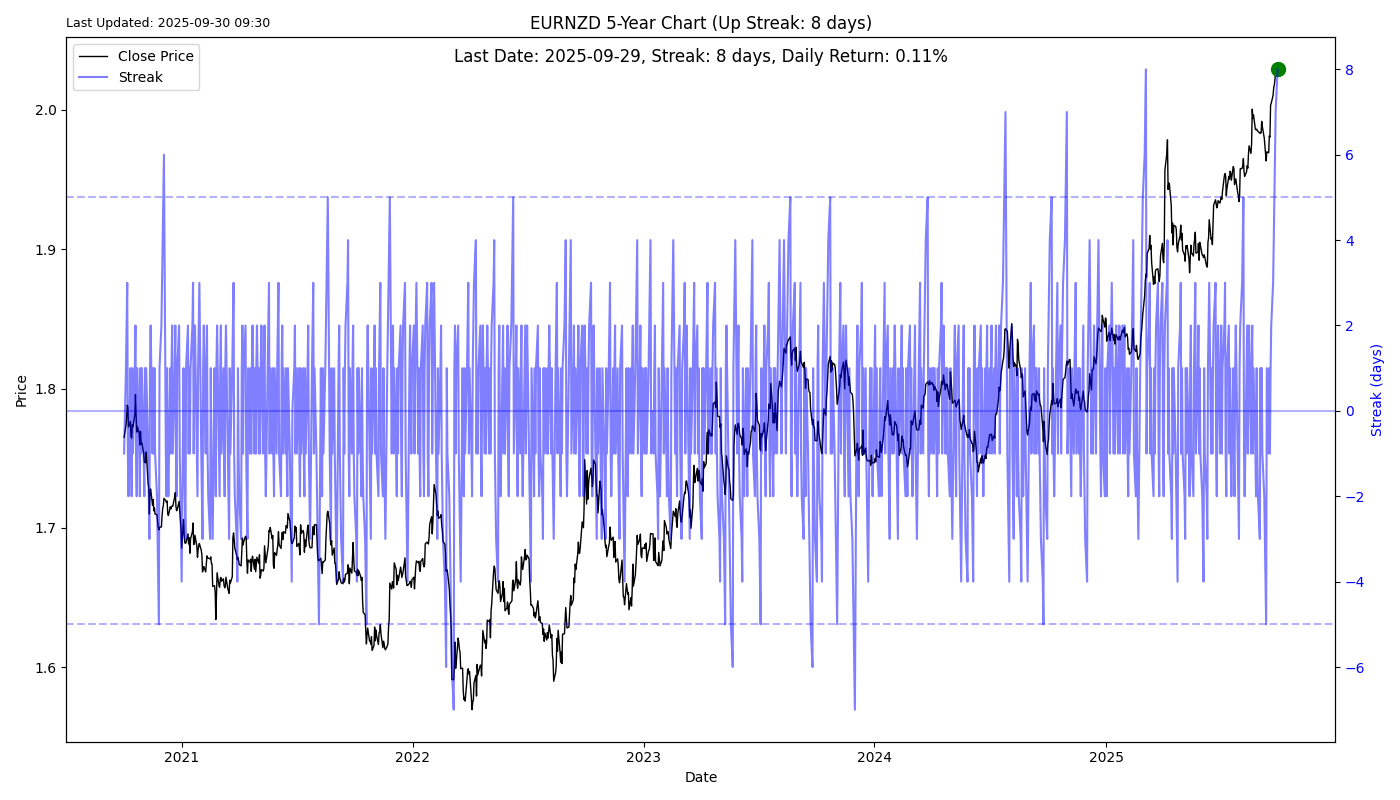 Last Updated: 2025-09-30 09:30
EURNZD 5-Year Chart (Up Streak: 8 days)
Last Date: 2025-09-29, Streak: 8 days, Daily Return: 0.11%
Close Price
Streak
2.0
1.9
1.8
1.7
1.6
Price
8
6
4
2
0
−2
−4
−6
Streak (days)
2021
2022
2023
2024
2025
Date